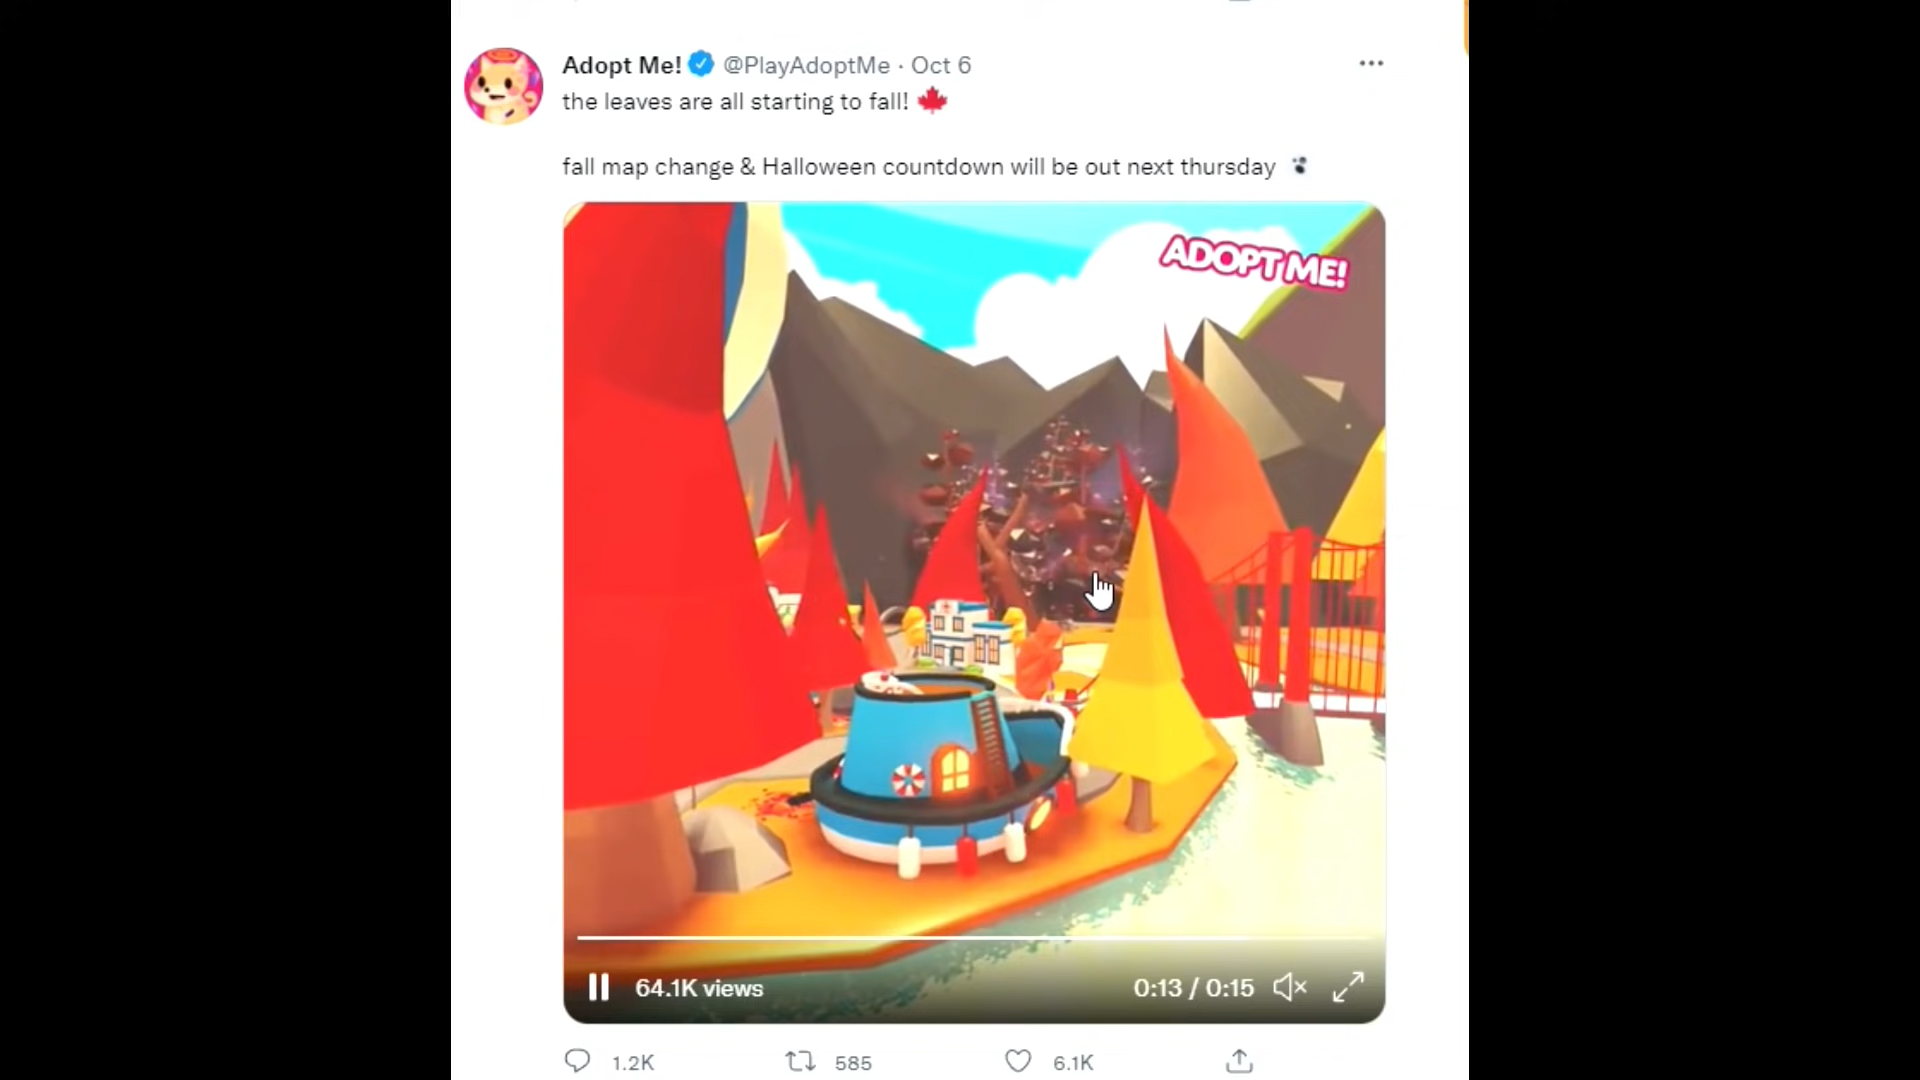 Adopt Me! @PlayAdoptMe · Oct 6
the leaves are all starting to fall! 🍁
fall map change & Halloween countdown will be out next thursday
ADOPT ME!
64.1K views
0:13 / 0:15
1.2K
585
6.1K